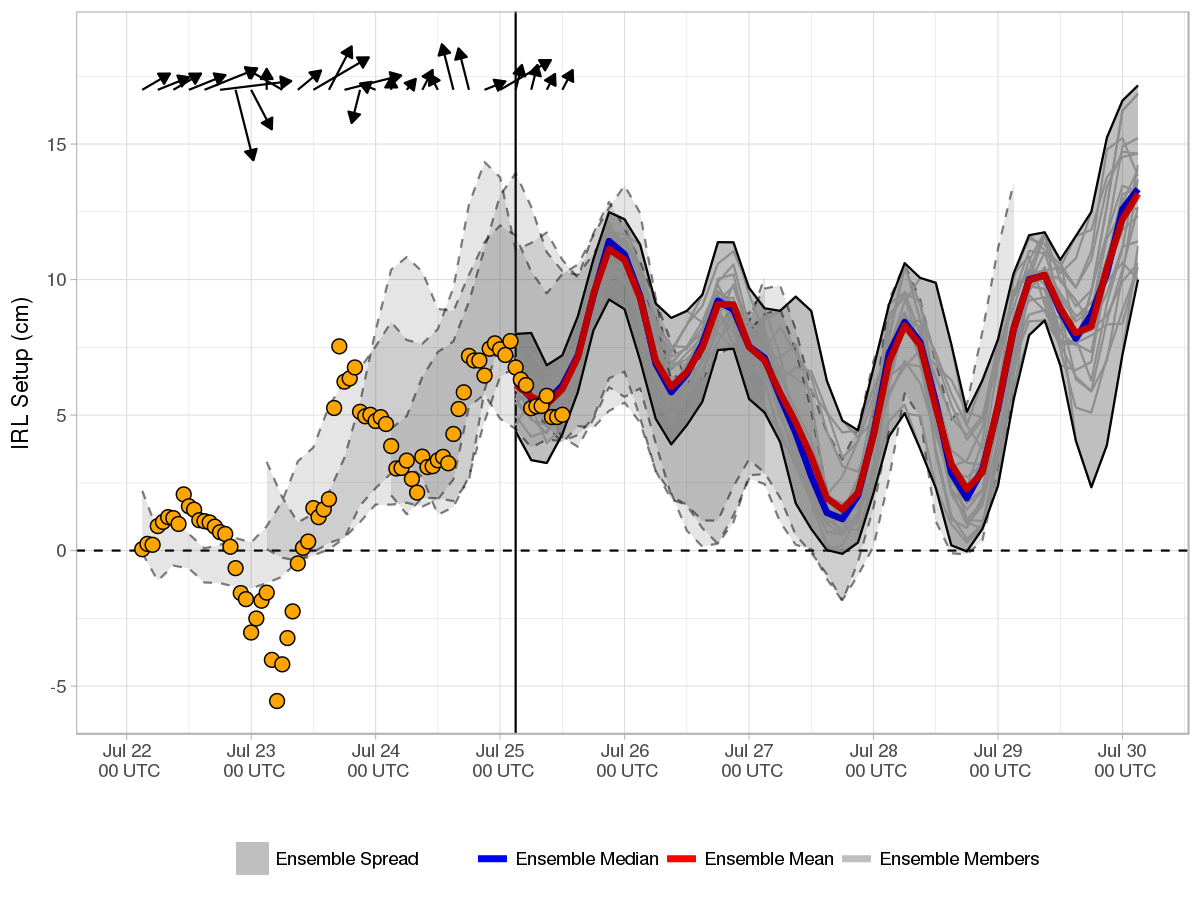 IRL Setup (cm)
15
10
5
0
-5
Jul 22
00 UTC
Jul 23
00 UTC
Jul 24
00 UTC
Jul 25
00 UTC
Jul 26
00 UTC
Jul 27
00 UTC
Jul 28
00 UTC
Jul 29
00 UTC
Jul 30
00 UTC
Ensemble Spread
Ensemble Median
Ensemble Mean
Ensemble Members